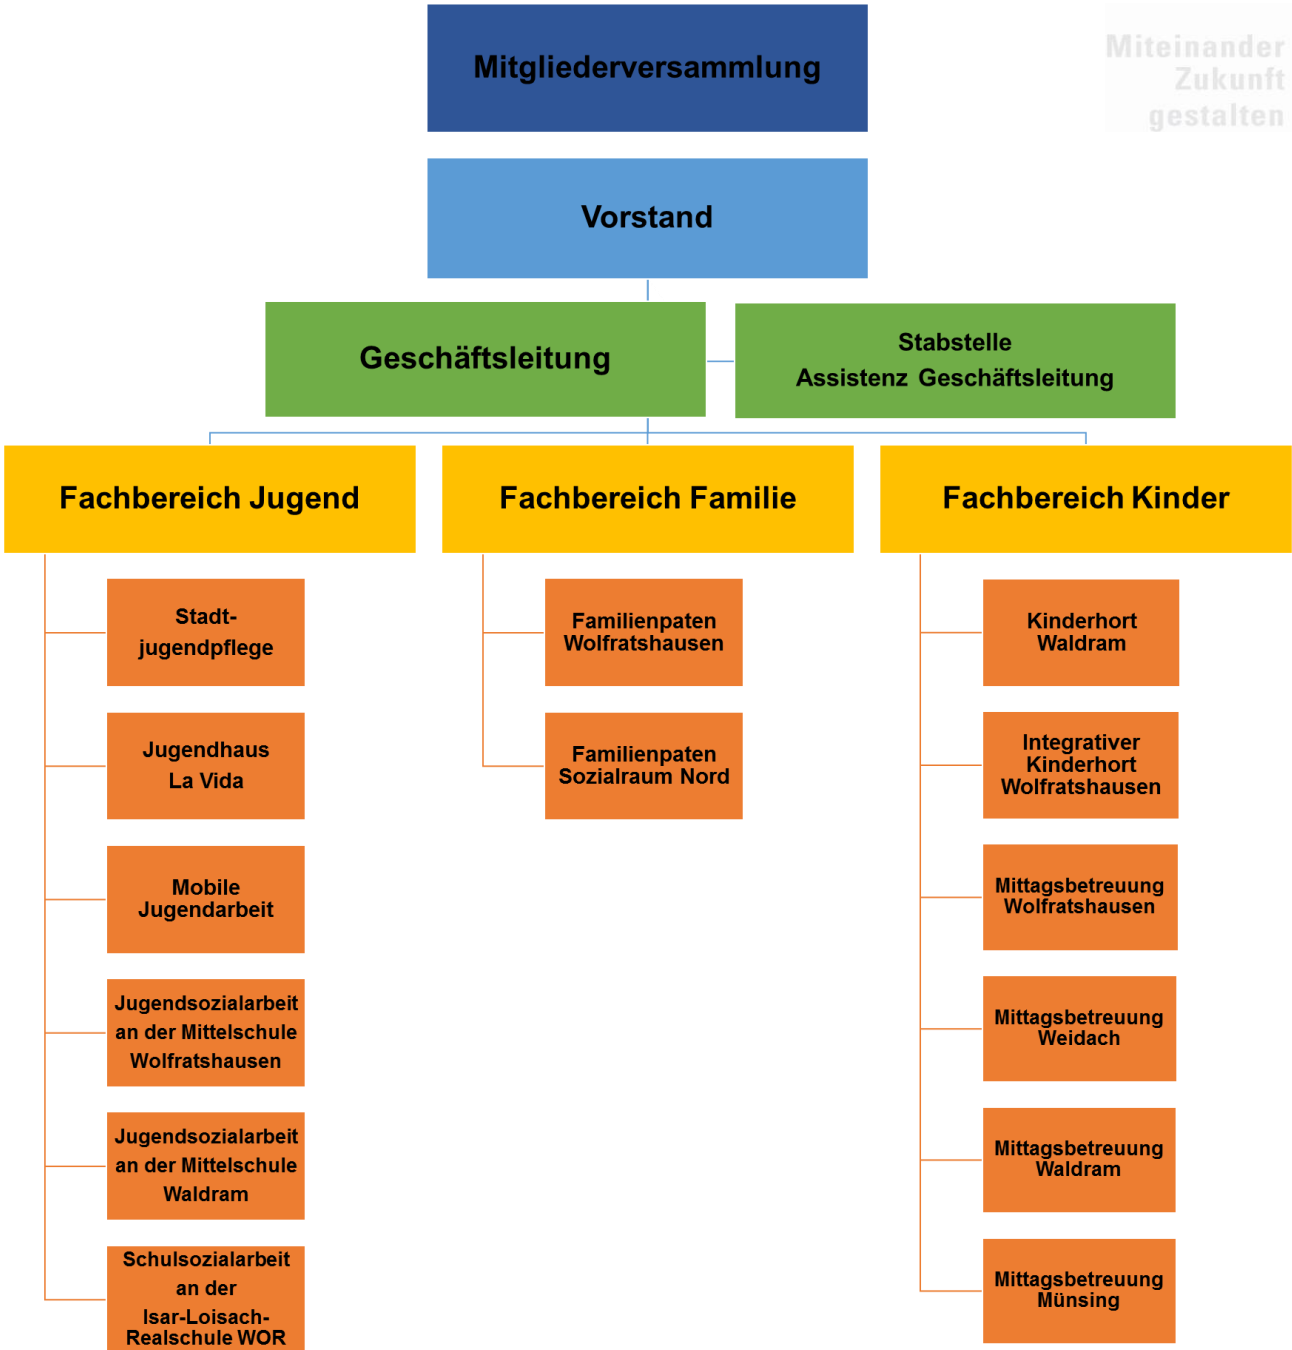 Miteinander
Zukunft
gestalten
Mitgliederversammlung
Vorstand
Geschäftsleitung
Stabstelle
Assistenz Geschäftsleitung
Fachbereich Jugend
Stadt-
jugendpflege
Jugendhaus
La Vida
Mobile
Jugendarbeit
Jugendsozialarbeit
an der Mittelschule
Wolfratshausen
Jugendsozialarbeit
an der Mittelschule
Waldram
Schulsozialarbeit
an der
Isar-Loisach-
Realschule WOR
Fachbereich Familie
Familienpaten
Wolfratshausen
Familienpaten
Sozialraum Nord
Fachbereich Kinder
Kinderhort
Waldram
Integrativer
Kinderhort
Wolfratshausen
Mittagsbetreuung
Wolfratshausen
Mittagsbetreuung
Weidach
Mittagsbetreuung
Waldram
Mittagsbetreuung
Münsing